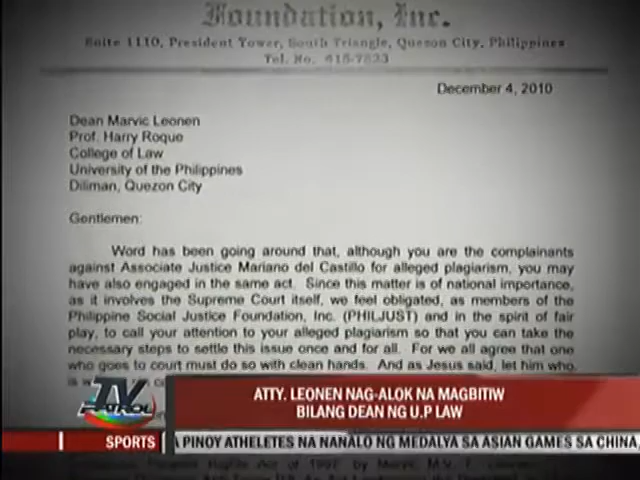 Foundation, Inc.
Suite 1110, President Tower, South Triangle, Quezon City, Philippines
Tel. No. 415-7833
December 4, 2010
Dean Marvic Leonen
Prof. Harry Roque
College of Law
University of the Philippines
Diliman, Quezon City
Gentlemen:
Word has been going around that, although you are the complainants
against Associate Justice Mariano del Castillo for alleged plagiarism, you may
have also engaged in the same act. Since this matter is of national importance,
as it involves the Supreme Court itself, we feel obligated, as members of the
Philippine Social Justice Foundation, Inc. (PHILJUST) and in the spirit of fair
play, to call your attention to your alleged plagiarism so that you can take the
necessary steps to settle this issue once and for all. For we all agree that one
who goes to court must do so with clean hands. And as Jesus said, let him who
is
TV PATROL
ATTY. LEONEN NAG-ALOK NA MAGBITIW
BILANG DEAN NG U.P LAW
SPORTS
A PINOY ATHELETES NA NANALO NG MEDALYA SA ASIAN GAMES SA CHINA,